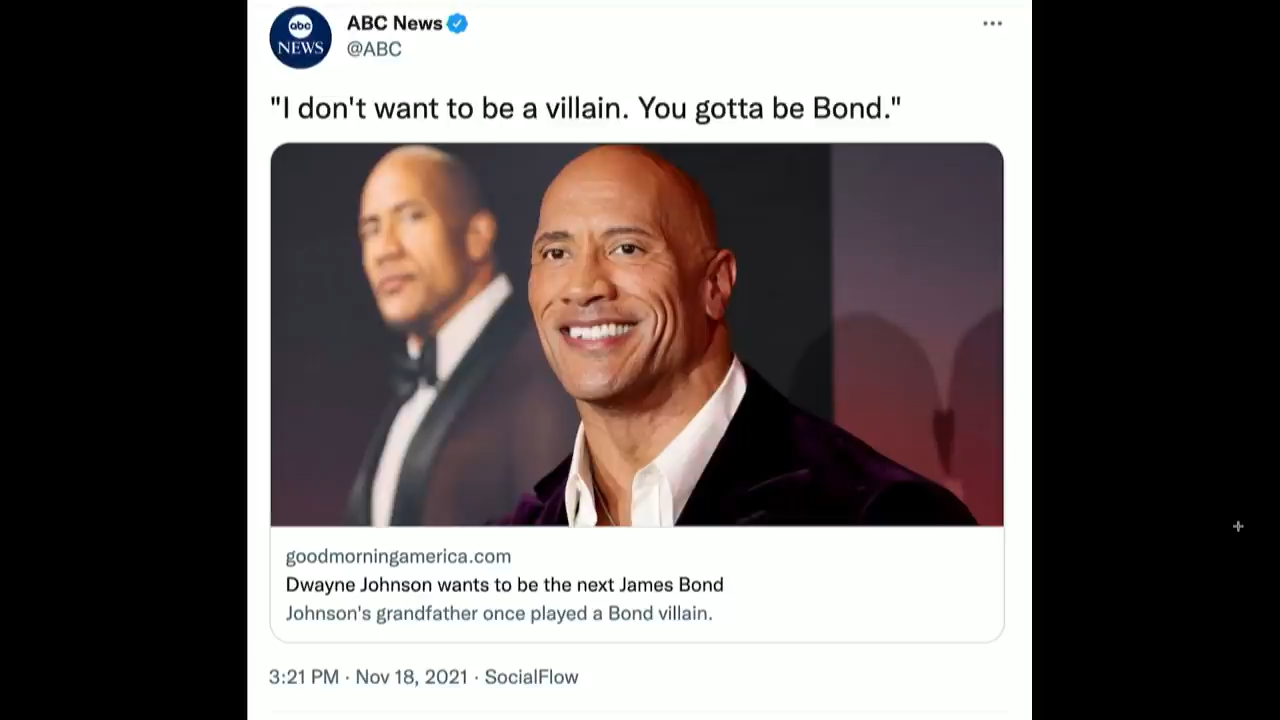 abc
NEWS
ABC News
@ABC
"I don't want to be a villain. You gotta be Bond."
goodmorningamerica.com
Dwayne Johnson wants to be the next James Bond
Johnson's grandfather once played a Bond villain.
3:21 PM · Nov 18, 2021 · SocialFlow